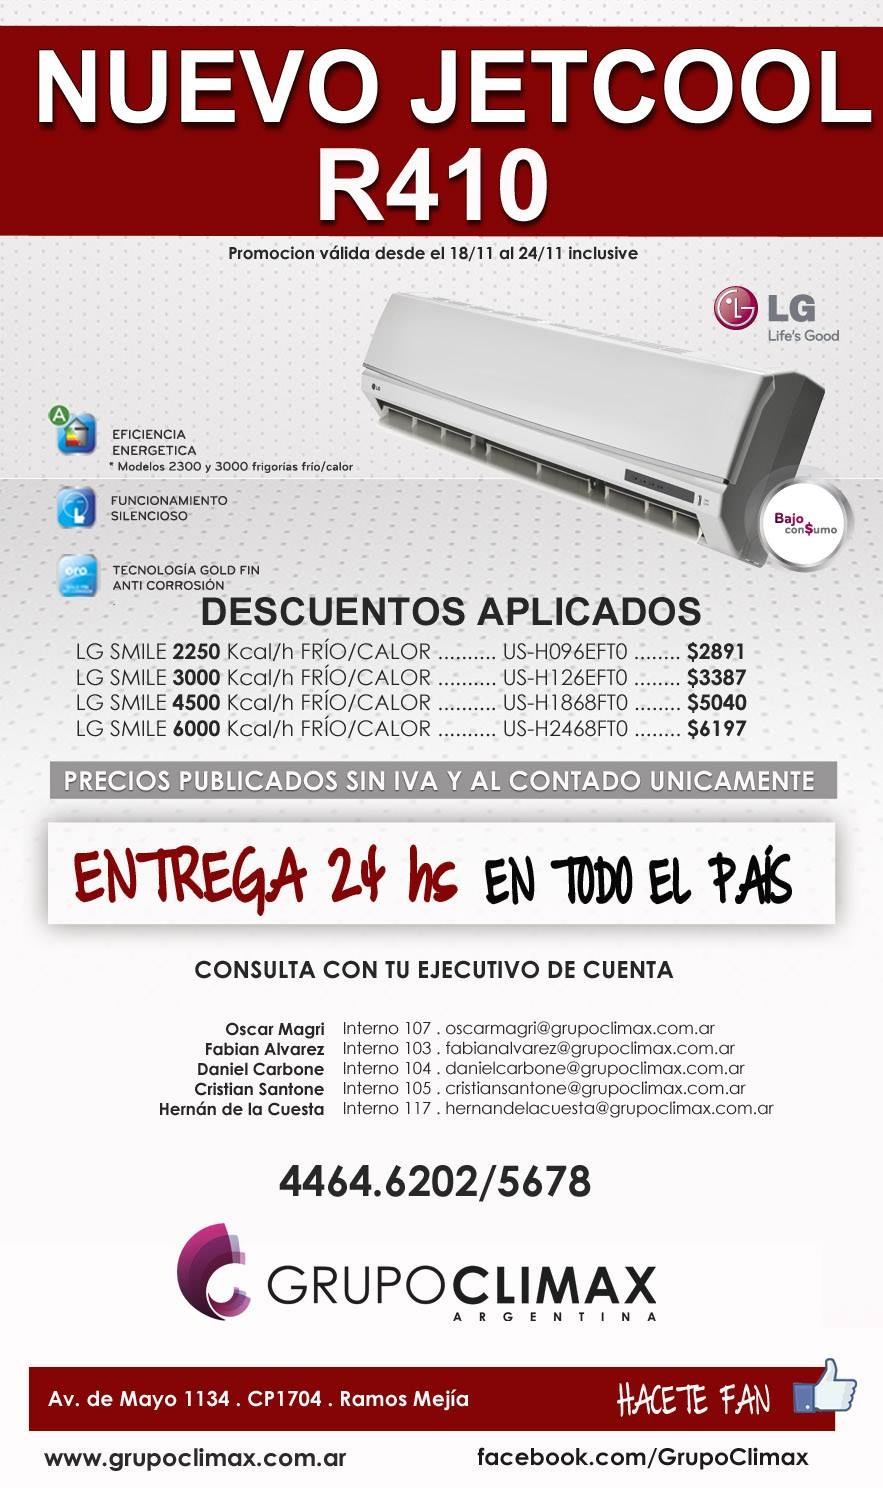 NUEVO JETCOOL
R410
Promocion válida desde el 18/11 al 24/11 inclusive
LG
Life's Good
LG
A
EFICIENCIA
ENERGETICA
* Modelos 2300 y 3000 frigorías frío/calor
FUNCIONAMIENTO
SILENCIOSO
Bajo
con$umo
oro
TECNOLOGÍA GOLD FIN
ANTI CORROSIÓN
DESCUENTOS APLICADOS
LG SMILE 2250 Kcal/h FRÍO/CALOR .......... US-H096EFT0 ........ $2891
LG SMILE 3000 Kcal/h FRÍO/CALOR .......... US-H126EFT0 ........ $3387
LG SMILE 4500 Kcal/h FRÍO/CALOR .......... US-H1868FT0 ........ $5040
LG SMILE 6000 Kcal/h FRÍO/CALOR .......... US-H2468FT0 ........ $6197
PRECIOS PUBLICADOS SIN IVA Y AL CONTADO UNICAMENTE
ENTREGA 24 hs EN TODO EL PAÍS
CONSULTA CON TU EJECUTIVO DE CUENTA
Oscar Magri Interno 107 . oscarmagri@grupoclimax.com.ar
Fabian Alvarez Interno 103 . fabianalvarez@grupoclimax.com.ar
Daniel Carbone Interno 104 . danielcarbone@grupoclimax.com.ar
Cristian Santone Interno 105 . cristiansantone@grupoclimax.com.ar
Hernán de la Cuesta Interno 117 . hernandelacuesta@grupoclimax.com.ar
4464.6202/5678
GRUPOCLIMAX
ARGENTINA
Av. de Mayo 1134 . CP1704 . Ramos Mejía
HACETE FAN
www.grupoclimax.com.ar
facebook.com/GrupoClimax